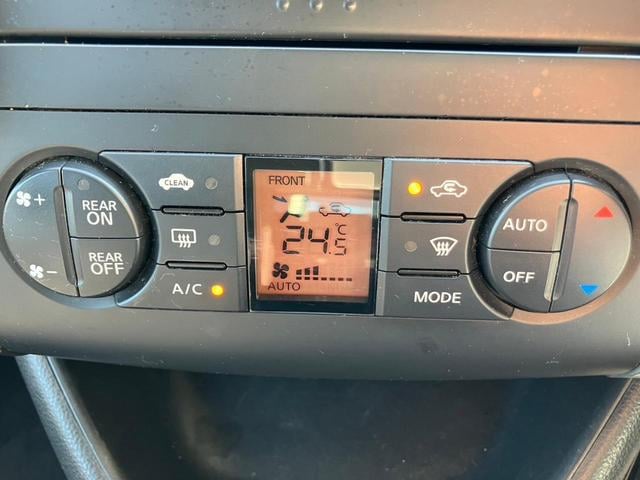 +
-
REAR
ON
REAR
OFF
CLEAN
A/C
FRONT
24.5°C
AUTO
MODE
AUTO
OFF